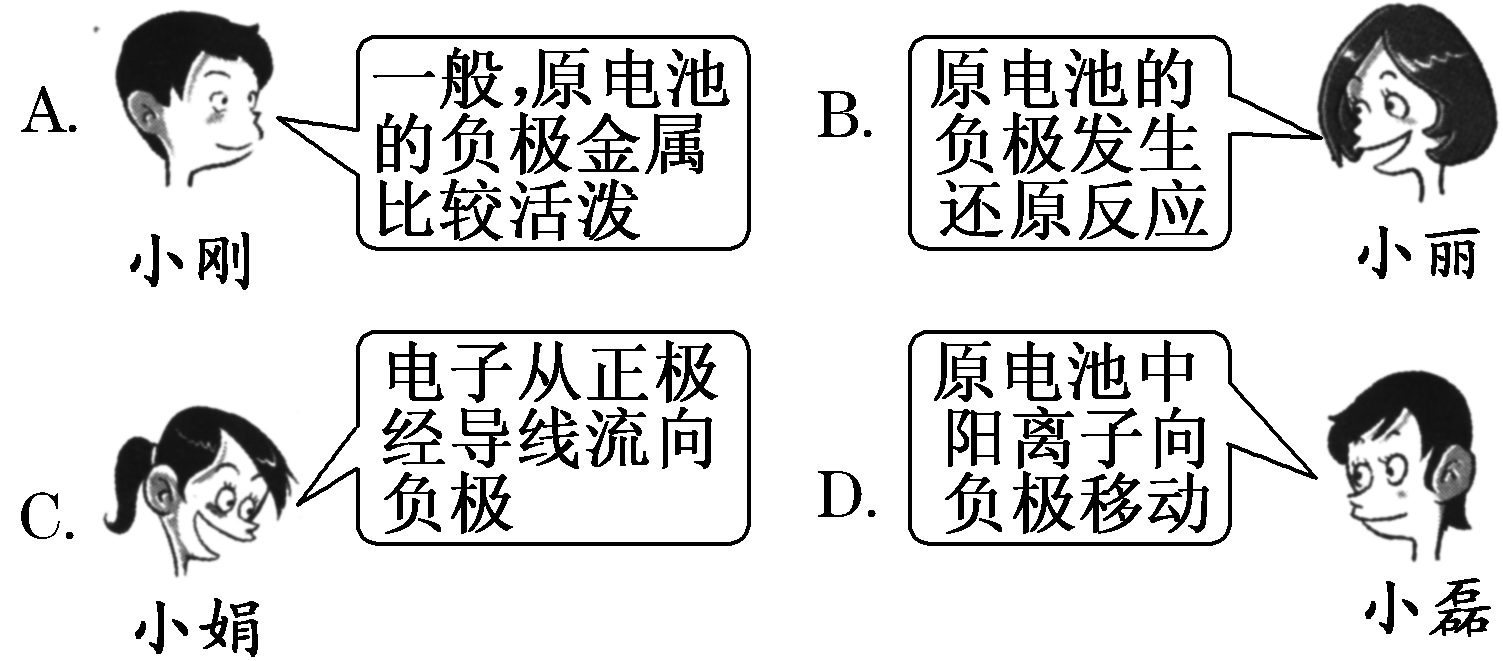 A.
一般,原电池
的负极金属
比较活泼
小刚
B.
原电池的
负极发生
还原反应
小丽
C.
电子从正极
经导线流向
负极
小娟
D.
原电池中
阳离子向
负极移动
小磊